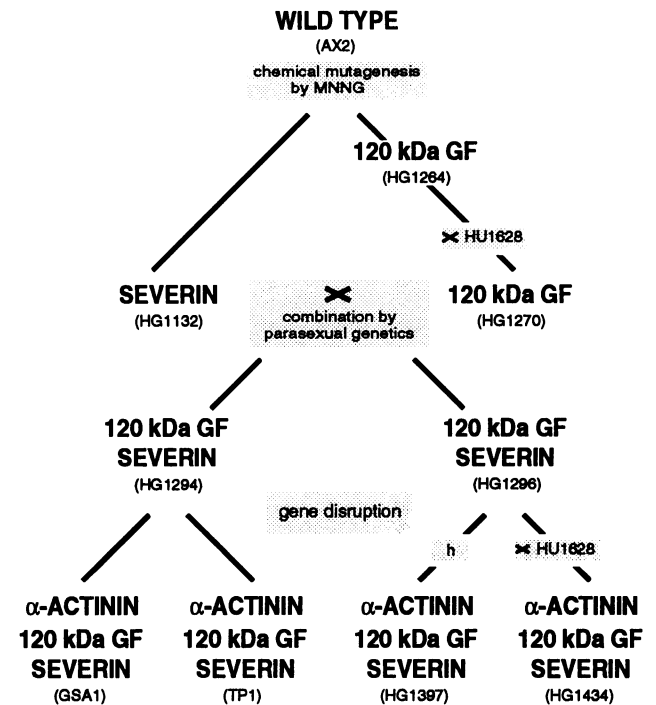 WILD TYPE
(AX2)
chemical mutagenesis
by MNNG
120 kDa GF
(HG1264)
× HU1628
SEVERIN
(HG1132)
×
combination by
parasexual genetics
120 kDa GF
(HG1270)
120 kDa GF
SEVERIN
(HG1294)
120 kDa GF
SEVERIN
(HG1296)
gene disruption
h
× HU1628
α-ACTININ
120 kDa GF
SEVERIN
(GSA1)
α-ACTININ
120 kDa GF
SEVERIN
(TP1)
α-ACTININ
120 kDa GF
SEVERIN
(HG1397)
α-ACTININ
120 kDa GF
SEVERIN
(HG1434)